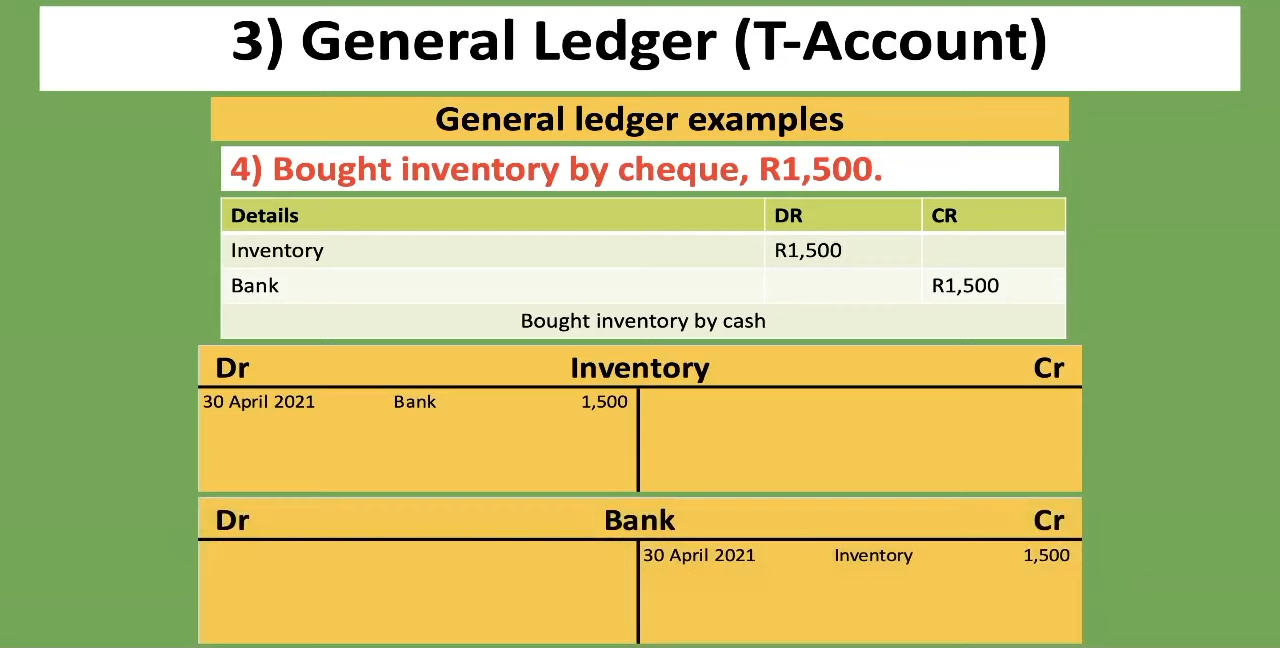 3) General Ledger (T-Account)
General ledger examples
4) Bought inventory by cheque, R1,500.
Details DR CR
Inventory R1,500
Bank R1,500
Bought inventory by cash
Dr Inventory Cr
30 April 2021 Bank 1,500
Dr Bank Cr
30 April 2021 Inventory 1,500